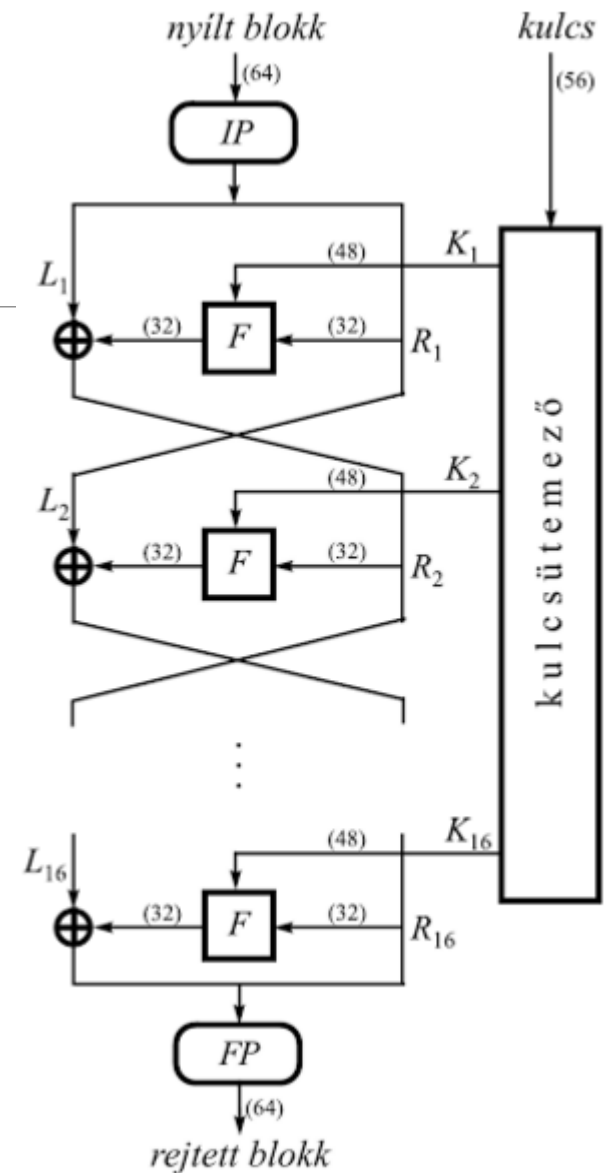 nyílt blokk kulcs
(64) (56)
IP
(48) K₁
L₁
(32) F (32) R₁
(48) K₂
L₂
(32) F (32) R₂
kulcsütemező
⋮
(48) K₁₆
L₁₆
(32) F (32) R₁₆
FP
(64)
rejtett blokk